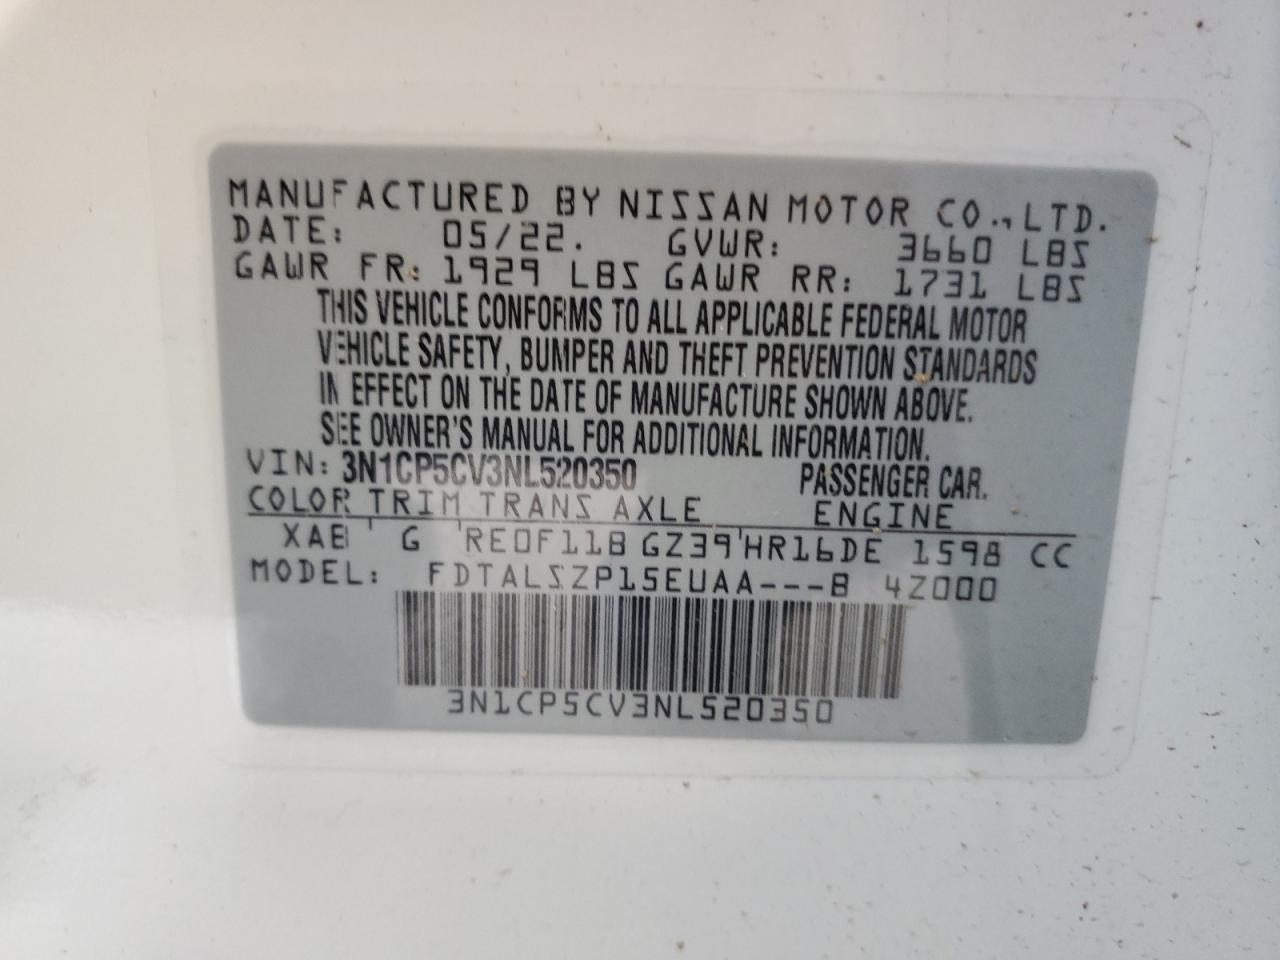 MANUFACTURED BY NISSAN MOTOR CO.,LTD.
DATE: 05/22. GVWR: 3660 LBS
GAWR FR: 1929 LBS GAWR RR: 1731 LBS
THIS VEHICLE CONFORMS TO ALL APPLICABLE FEDERAL MOTOR
VEHICLE SAFETY, BUMPER AND THEFT PREVENTION STANDARDS
IN EFFECT ON THE DATE OF MANUFACTURE SHOWN ABOVE.
SEE OWNER'S MANUAL FOR ADDITIONAL INFORMATION.
VIN: 3N1CP5CV3NL520350 PASSENGER CAR.
COLOR TRIM TRANS AXLE ENGINE
XAB G RE0F11B GZ39 HR16DE 1598 CC
MODEL: FDTALSZP15EUAA---B 4Z000
3N1CP5CV3NL520350